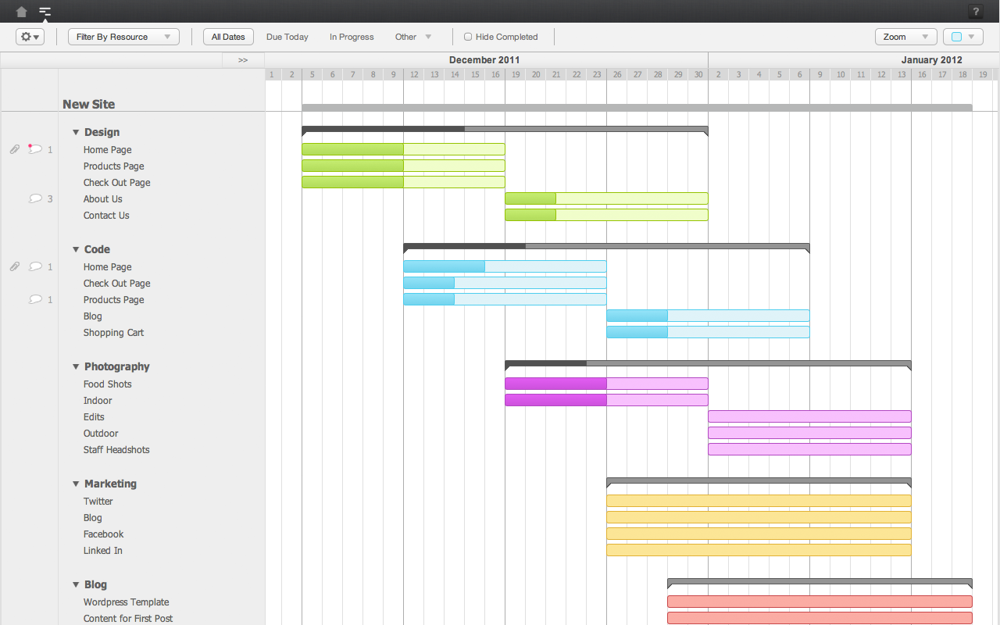 ?
Filter By Resource All Dates Due Today In Progress Other Hide Completed Zoom
>> December 2011 January 2012
1 2 5 6 7 8 9 12 13 14 15 16 19 20 21 22 23 26 27 28 29 30 2 3 4 5 6 9 10 11 12 13 16 17 18 19
New Site
Design
1 Home Page
Products Page
Check Out Page
3 About Us
Contact Us
Code
1 Home Page
Check Out Page
1 Products Page
Blog
Shopping Cart
Photography
Food Shots
Indoor
Edits
Outdoor
Staff Headshots
Marketing
Twitter
Blog
Facebook
Linked In
Blog
Wordpress Template
Content for First Post